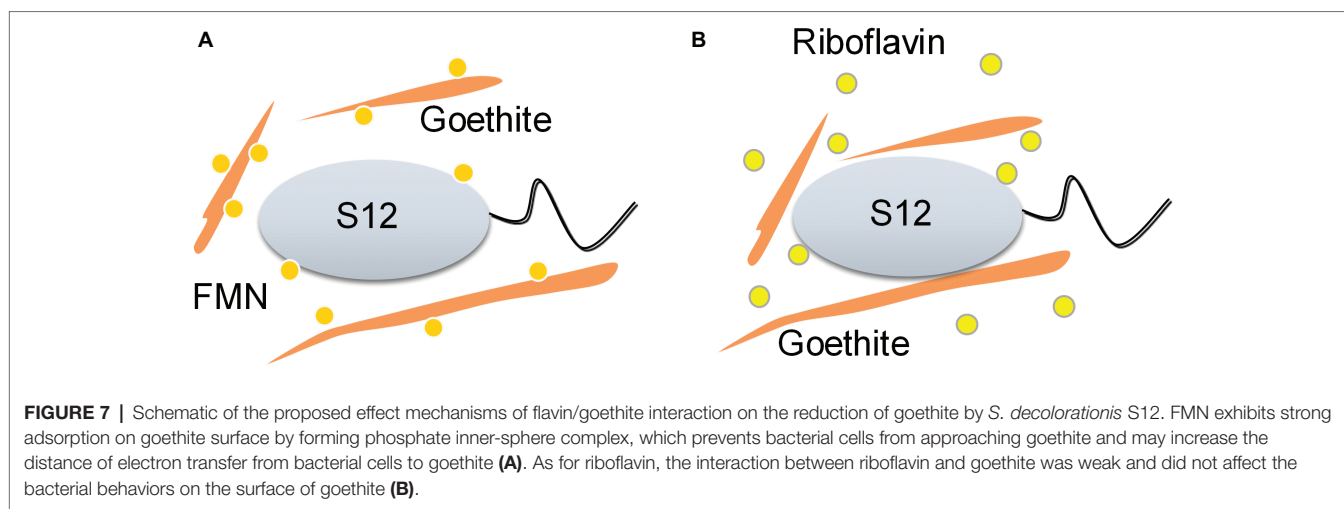 A
Goethite
S12
FMN
B
Riboflavin
S12
Goethite
FIGURE 7 | Schematic of the proposed effect mechanisms of flavin/goethite interaction on the reduction of goethite by S. decolorationis S12. FMN exhibits strong
adsorption on goethite surface by forming phosphate inner-sphere complex, which prevents bacterial cells from approaching goethite and may increase the
distance of electron transfer from bacterial cells to goethite (A). As for riboflavin, the interaction between riboflavin and goethite was weak and did not affect the
bacterial behaviors on the surface of goethite (B).